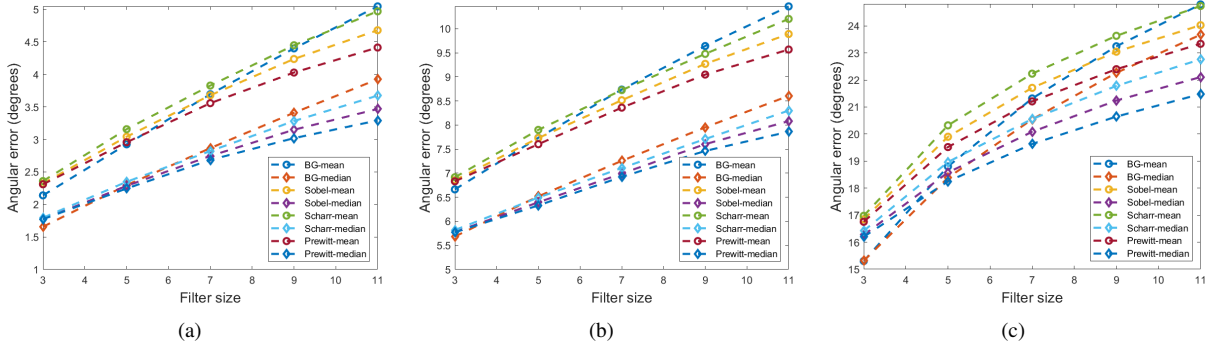 5
4.5
4
3.5
3
2.5
2
1.5
1
Angular error (degrees)
3 4 5 6 7 8 9 10 11
Filter size
BG-mean
BG-median
Sobel-mean
Sobel-median
Scharr-mean
Scharr-median
Prewitt-mean
Prewitt-median
(a)
10
9.5
9
8.5
8
7.5
7
6.5
6
5.5
5
Angular error (degrees)
3 4 5 6 7 8 9 10 11
Filter size
BG-mean
BG-median
Sobel-mean
Sobel-median
Scharr-mean
Scharr-median
Prewitt-mean
Prewitt-median
(b)
24
23
22
21
20
19
18
17
16
15
Angular error (degrees)
3 4 5 6 7 8 9 10 11
Filter size
BG-mean
BG-median
Sobel-mean
Sobel-median
Scharr-mean
Scharr-median
Prewitt-mean
Prewitt-median
(c)